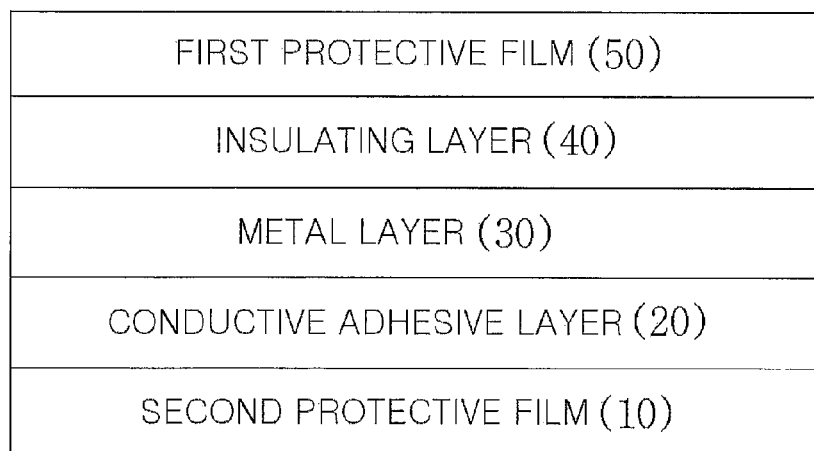 FIRST PROTECTIVE FILM (50)
INSULATING LAYER (40)
METAL LAYER (30)
CONDUCTIVE ADHESIVE LAYER (20)
SECOND PROTECTIVE FILM (10)